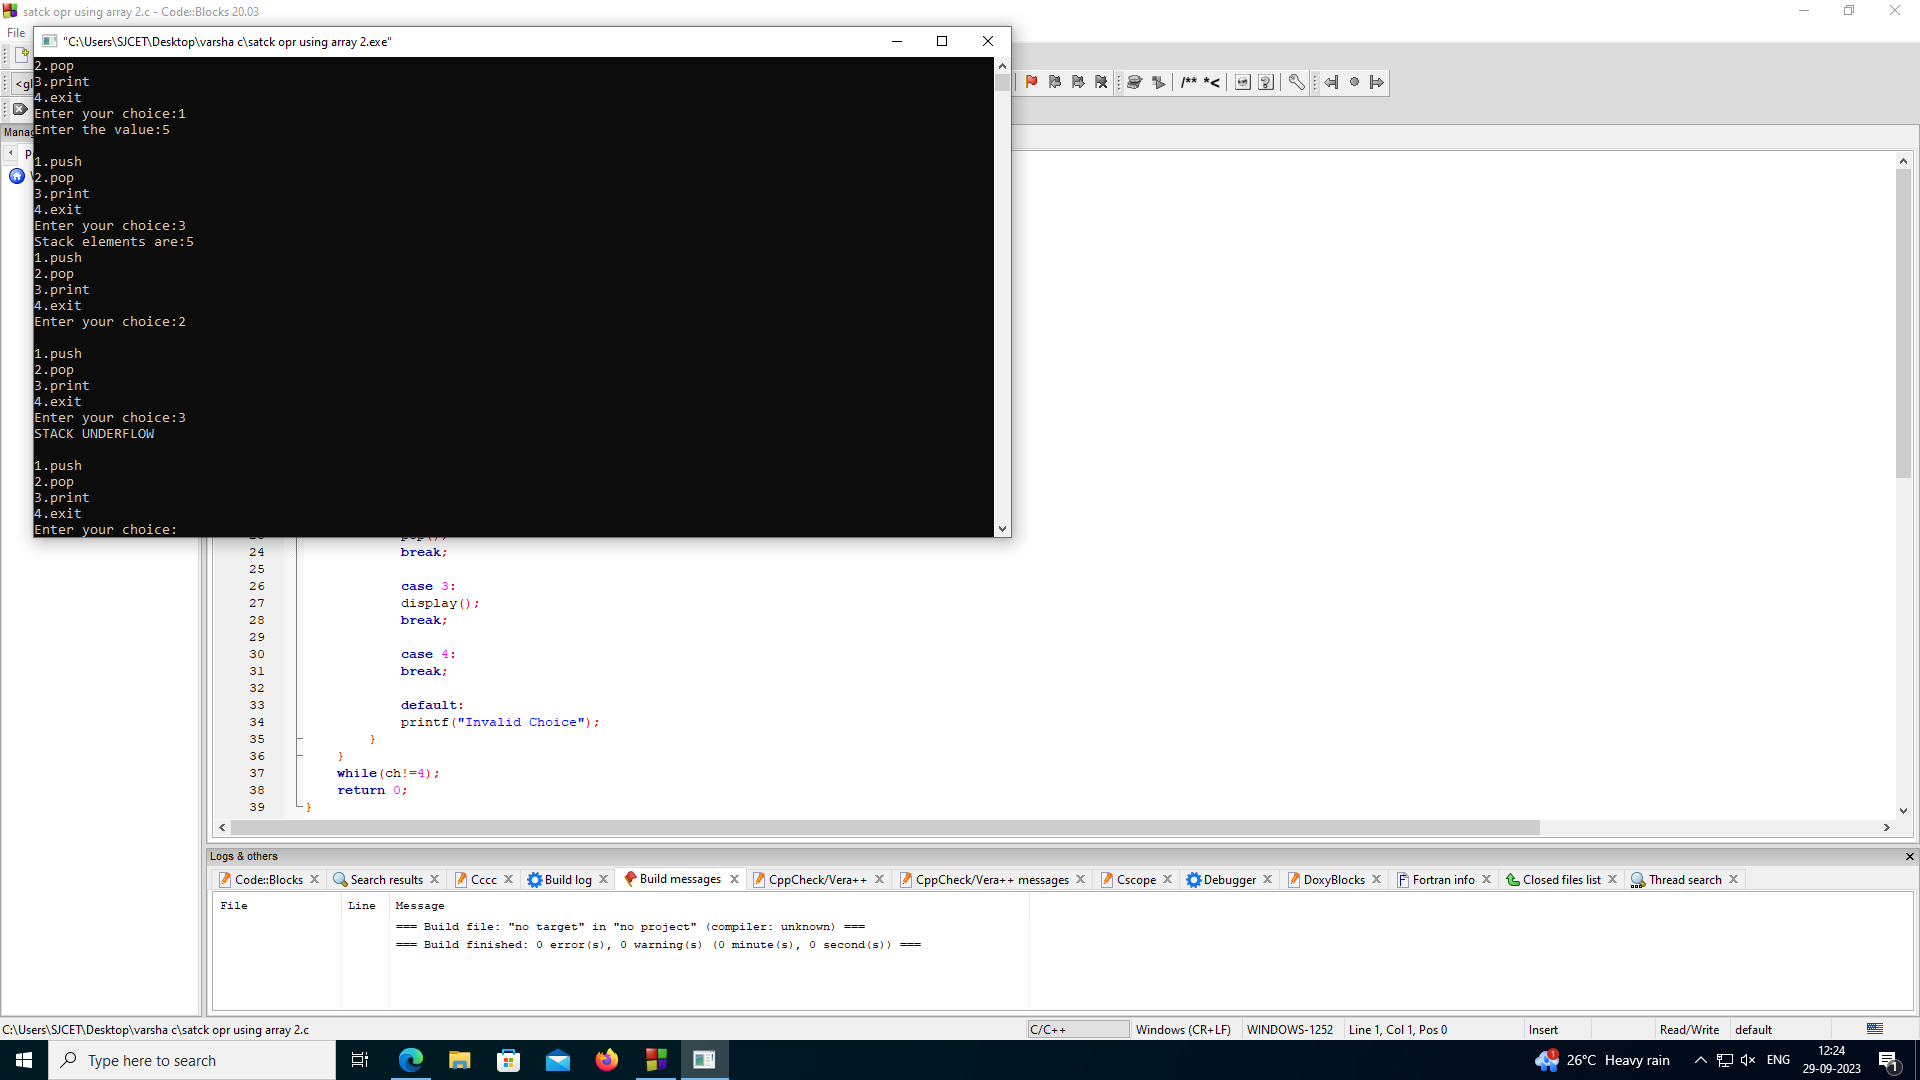 satck opr using array 2.c - Code::Blocks 20.03
File
"C:\Users\SJCET\Desktop\varsha c\satck opr using array 2.exe"
2.pop
3.print
4.exit
Enter your choice:1
Enter the value:5
1.push
2.pop
3.print
4.exit
Enter your choice:3
Stack elements are:5
1.push
2.pop
3.print
4.exit
Enter your choice:2
1.push
2.pop
3.print
4.exit
Enter your choice:3
STACK UNDERFLOW
1.push
2.pop
3.print
4.exit
Enter your choice:
/** *<
24 break;
25
26 case 3:
27 display();
28 break;
29
30 case 4:
31 break;
32
33 default:
34 printf("Invalid Choice");
35 }
36 }
37 while(ch!=4);
38 return 0;
39 }
Logs & others
Code::Blocks Search results Cccc Build log Build messages CppCheck/Vera++ CppCheck/Vera++ messages Cscope Debugger DoxyBlocks Fortran info Closed files list Thread search
File Line Message
=== Build file: "no target" in "no project" (compiler: unknown) ===
=== Build finished: 0 error(s), 0 warning(s) (0 minute(s), 0 second(s)) ===
C:\Users\SJCET\Desktop\varsha c\satck opr using array 2.c C/C++ Windows (CR+LF) WINDOWS-1252 Line 1, Col 1, Pos 0 Insert Read/Write default
Type here to search 1 26°C Heavy rain ENG 12:24
29-09-2023 1